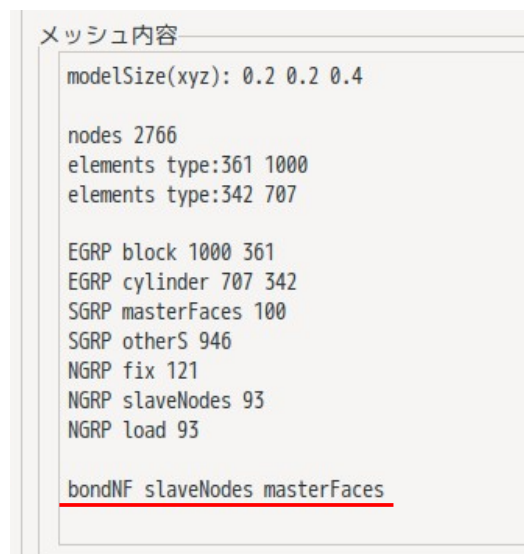 メッシュ内容
modelSize(xyz): 0.2 0.2 0.4
nodes 2766
elements type:361 1000
elements type:342 707
EGRP block 1000 361
EGRP cylinder 707 342
SGRP masterFaces 100
SGRP otherS 946
NGRP fix 121
NGRP slaveNodes 93
NGRP load 93
bondNF slaveNodes masterFaces